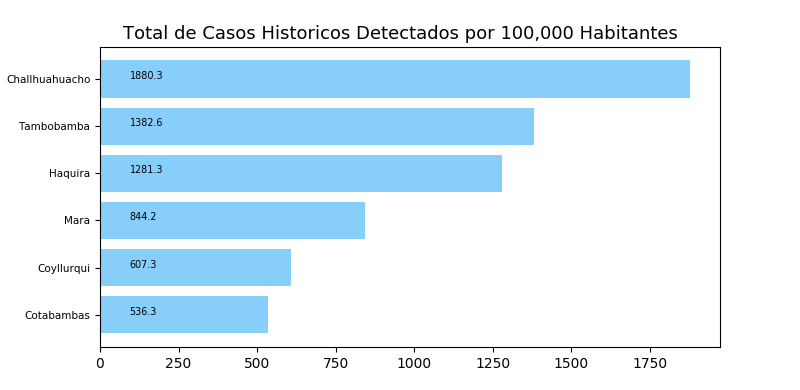 Total de Casos Historicos Detectados por 100,000 Habitantes
Challhuahuacho 1880.3
Tambobamba 1382.6
Haquira 1281.3
Mara 844.2
Coyllurqui 607.3
Cotabambas 536.3
0 250 500 750 1000 1250 1500 1750